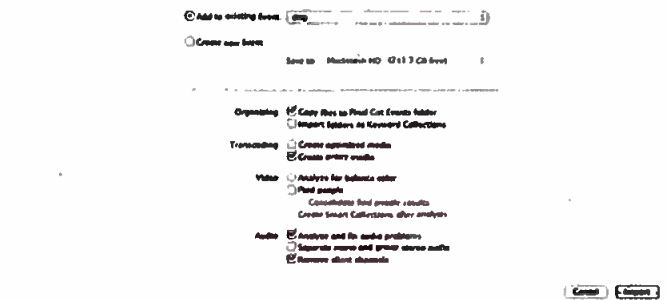 Add to existing Event:
Create new Event
Save to: Macintosh HD
Organizing: Copy files to Final Cut Events folder
Import folders as Keyword Collections
Transcoding: Create optimized media
Create proxy media
Video: Analyze for balance color
Find people
Consolidate find people results
Create Smart Collections after analysis
Audio: Analyze and fix audio problems
Separate mono and group stereo audio
Remove silent channels
Cancel Import